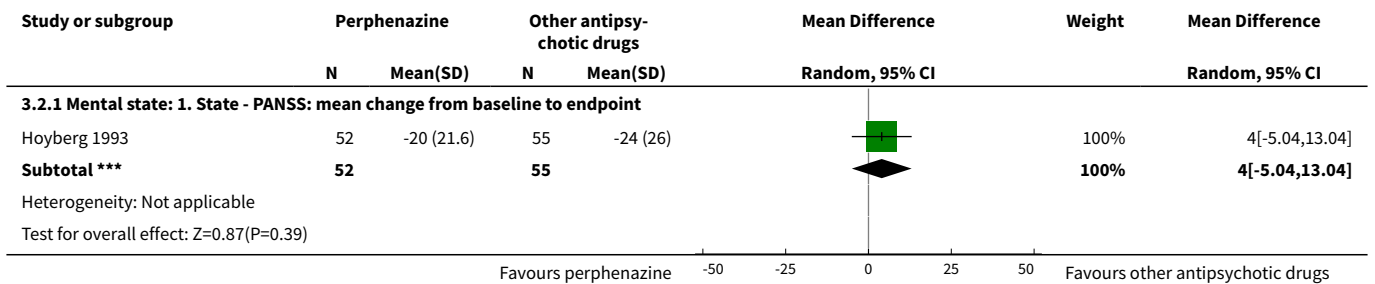 Study or subgroup Perphenazine Other antipsy- Mean Difference Weight Mean Difference
chotic drugs
N Mean(SD) N Mean(SD) Random, 95% CI Random, 95% CI
3.2.1 Mental state: 1. State - PANSS: mean change from baseline to endpoint
Hoyberg 1993 52 -20 (21.6) 55 -24 (26) 100% 4[-5.04,13.04]
Subtotal *** 52 55 100% 4[-5.04,13.04]
Heterogeneity: Not applicable
Test for overall effect: Z=0.87(P=0.39)
Favours perphenazine -50 -25 0 25 50 Favours other antipsychotic drugs